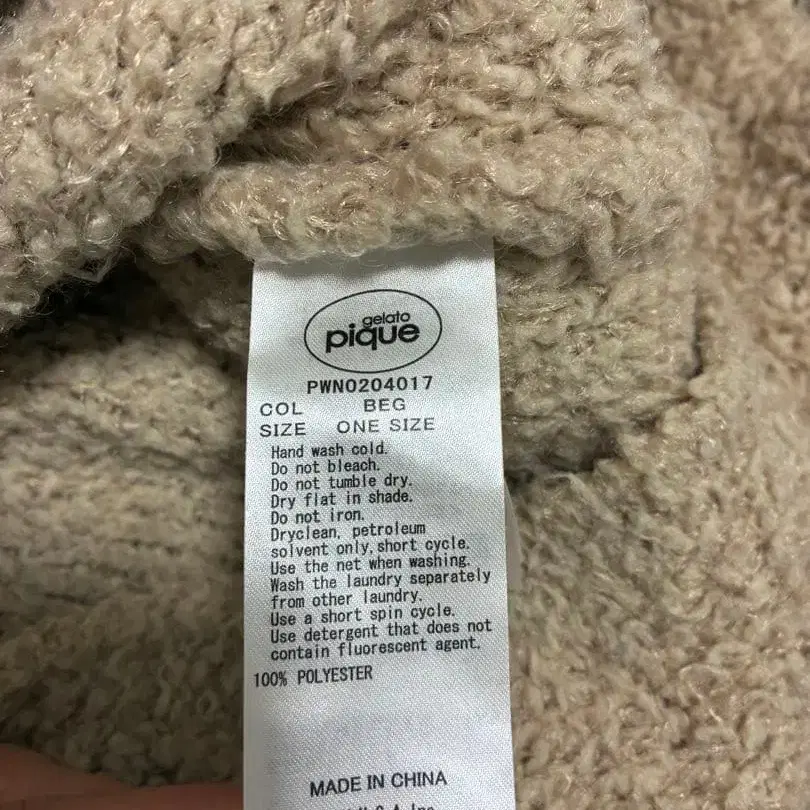 gelato
pique
PWNO204017
COL BEG
SIZE ONE SIZE
Hand wash cold.
Do not bleach.
Do not tumble dry.
Dry flat in shade.
Do not iron.
Dryclean, petroleum
solvent only, short cycle.
Use the net when washing.
Wash the laundry separately
from other laundry.
Use a short spin cycle.
Use detergent that does not
contain fluorescent agent.
100% POLYESTER
MADE IN CHINA